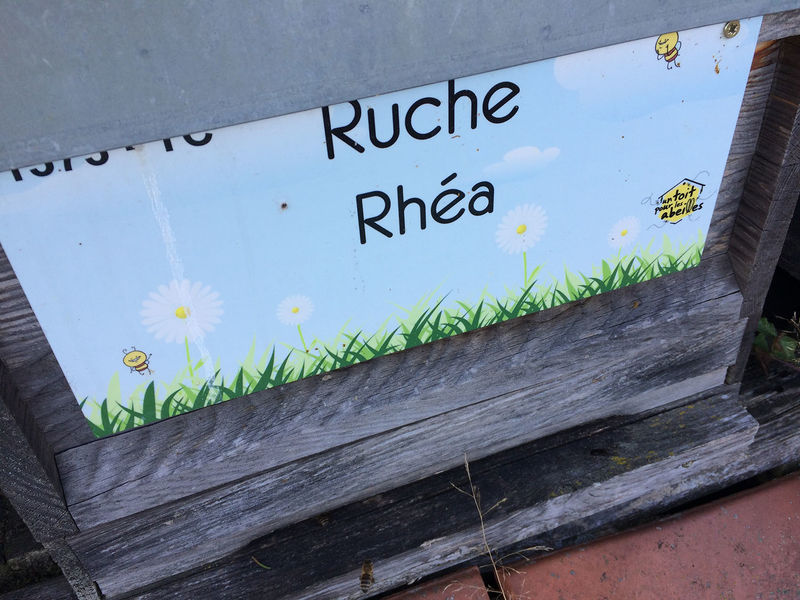 Ruche
Rhéa
un toit
pour les
abeilles